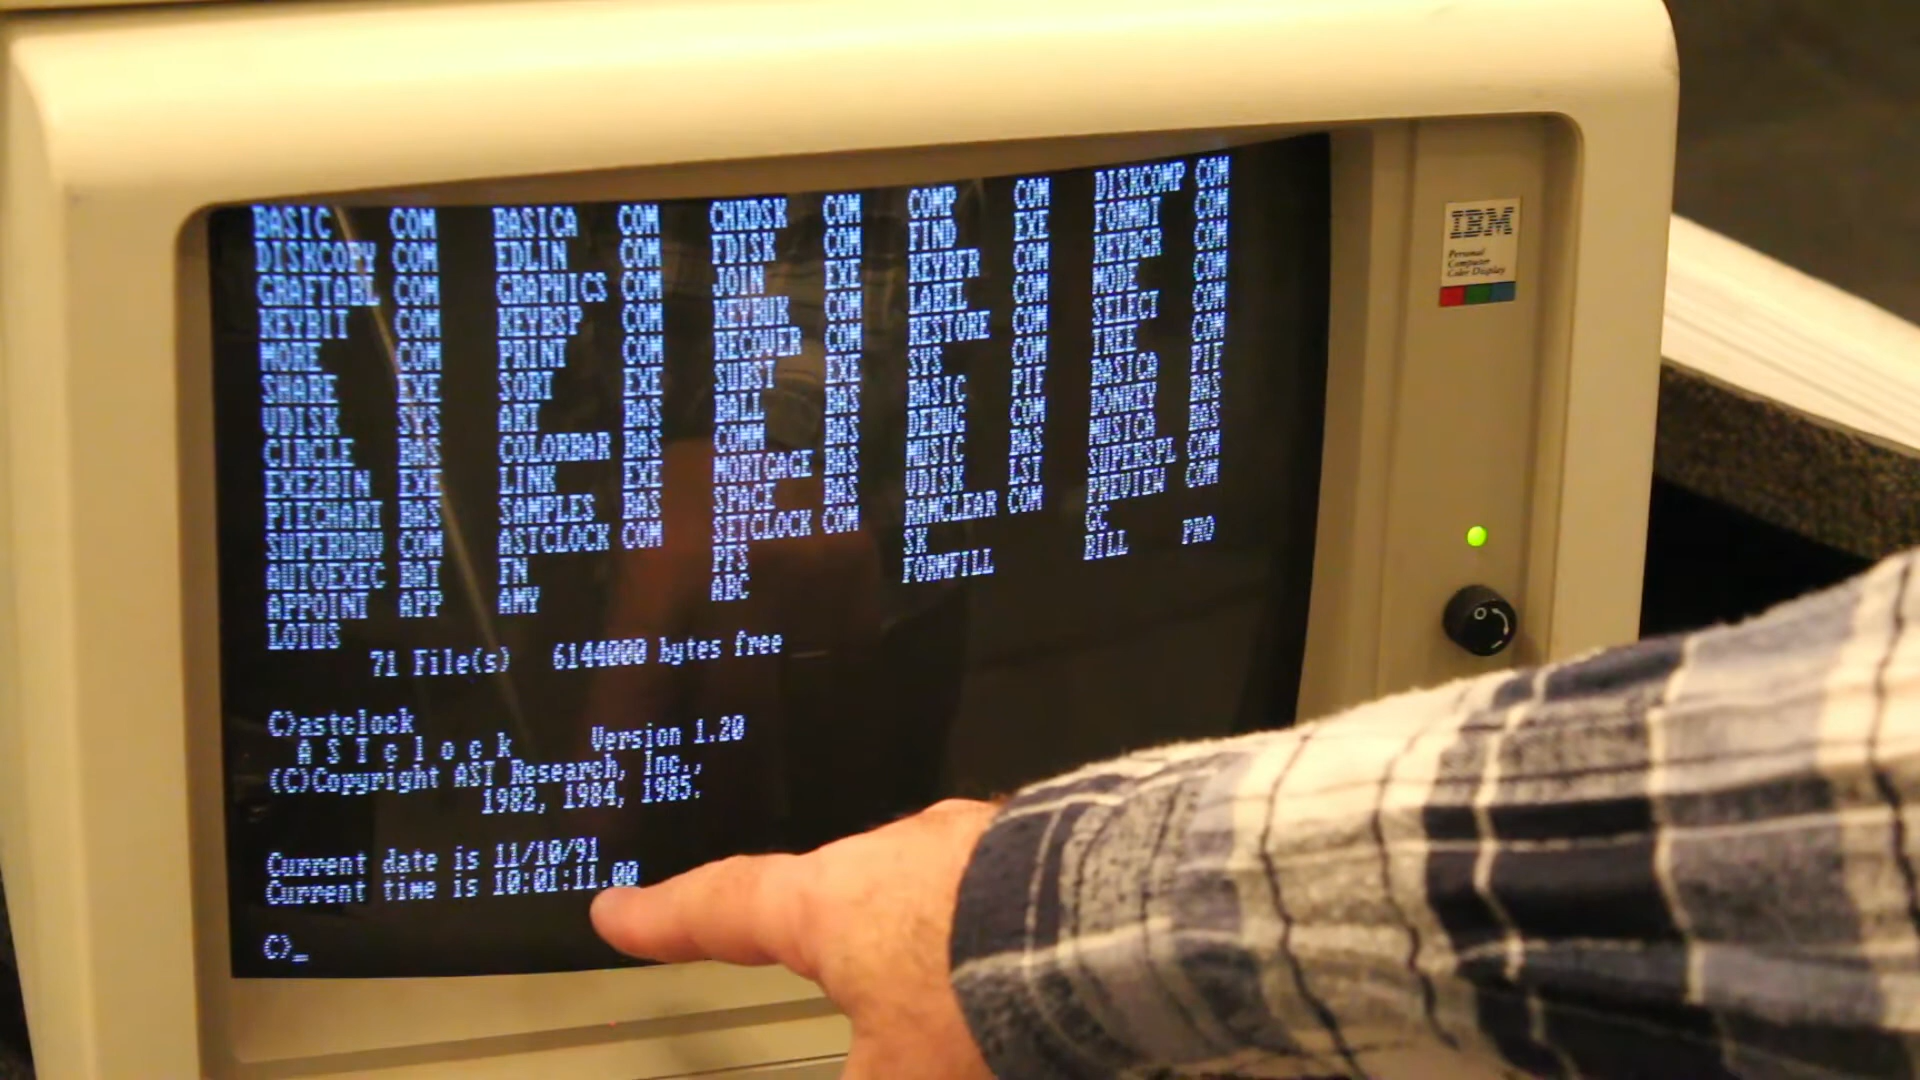 BASIC COM BASICA COM CHKDSK COM COMP COM DISKCOMP COM
DISKCOPY COM EDLIN COM FDISK COM FIND EXE FORMAT COM
GRAFTABL COM GRAPHICS COM JOIN EXE KEYBFR COM KEYBGR COM
KEYBIT COM KEYBSP COM KEYBUK COM LABEL COM MODE COM
MORE COM PRINT COM RECOVER COM RESTORE COM SELECT COM
SHARE EXE SORT EXE SUBST EXE SYS COM TREE COM
VDISK SYS ART BAS BALL BAS BASIC PIF BASICA PIF
CIRCLE BAS COLORBAR BAS COMM BAS DEBUG COM DONKEY BAS
EXE2BIN EXE LINK EXE MORTGAGE BAS MUSIC BAS MUSICA BAS
PIECHART BAS SAMPLES BAS SPACE BAS VDISK LST SUPERSPL COM
SUPERDRV COM ASTCLOCK COM SETCLOCK COM RAMCLEAR COM PREVIEW COM
AUTOEXEC BAT FN PFS SK GC
APPOINT APP AMY ABC FORMFILL BILL PRO
LOTUS
71 File(s) 6144000 bytes free
C>astclock
A S T c l o c k Version 1.20
(C)Copyright AST Research, Inc.,
1982, 1984, 1985.
Current date is 11/10/91
Current time is 10:01:11.00
C>_
IBM
Personal
Computer
Color Display